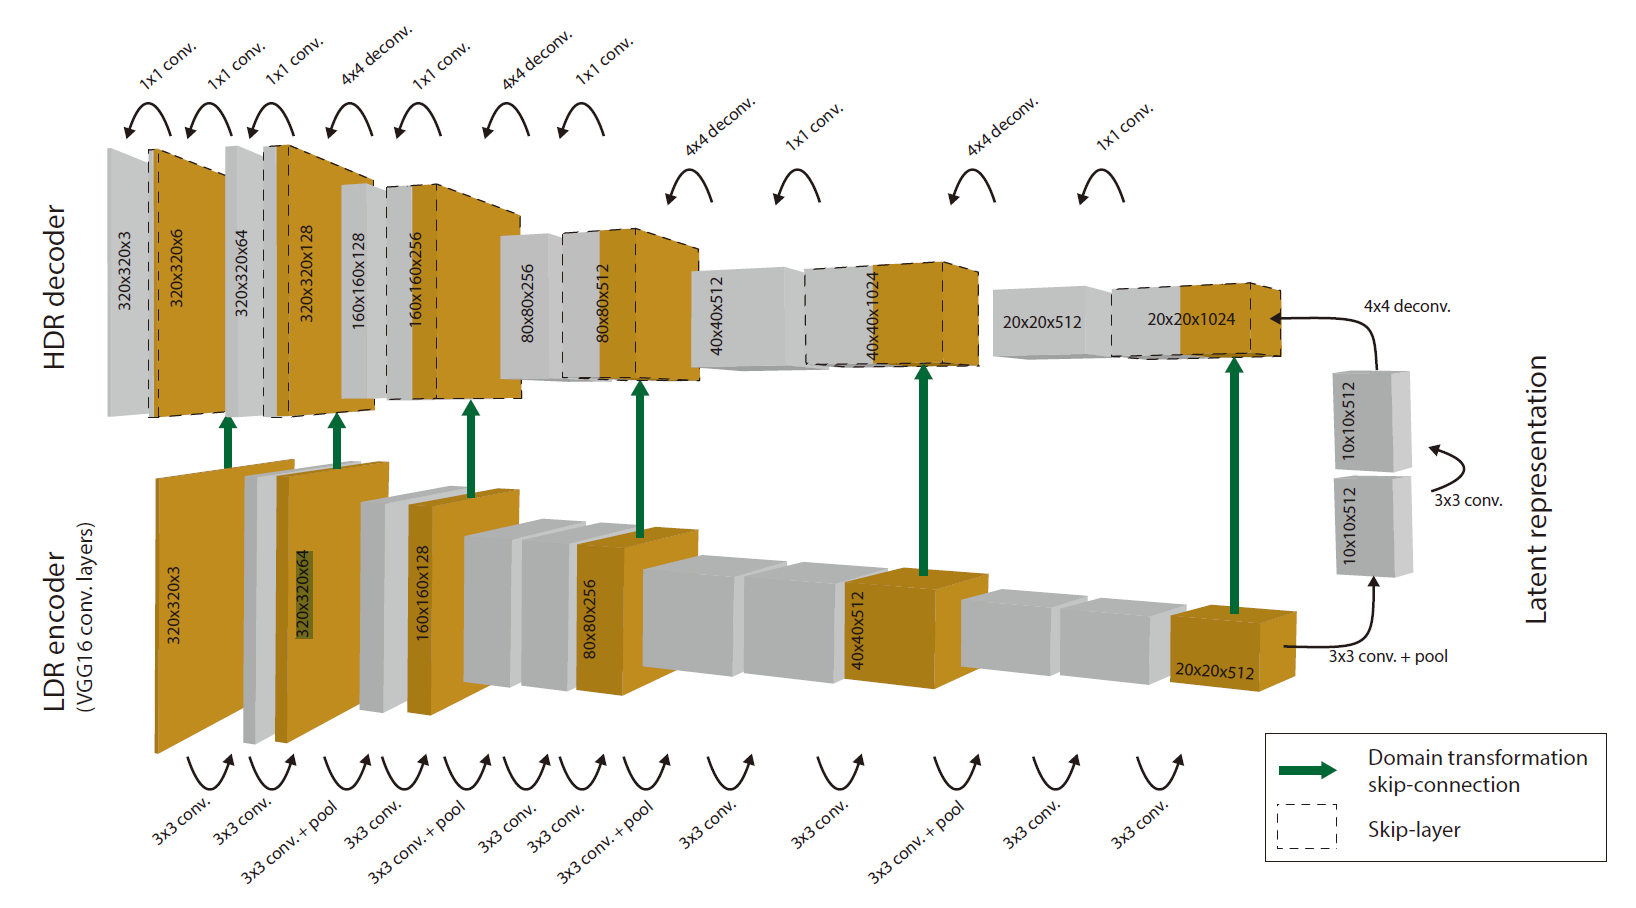 1x1 conv.
1x1 conv.
1x1 conv.
4x4 deconv.
1x1 conv.
4x4 deconv.
1x1 conv.
4x4 deconv.
1x1 conv.
4x4 deconv.
1x1 conv.
HDR decoder
320x320x3
320x320x6
320x320x64
320x320x128
160x160x128
160x160x256
80x80x256
80x80x512
40x40x512
40x40x1024
20x20x512
20x20x1024
4x4 deconv.
10x10x512
3x3 conv.
10x10x512
Latent representation
LDR encoder
(VGG16 conv. layers)
320x320x3
320x320x64
160x160x128
80x80x256
40x40x512
20x20x512
3x3 conv. + pool
3x3 conv.
3x3 conv.
3x3 conv. + pool
3x3 conv.
3x3 conv. + pool
3x3 conv.
3x3 conv.
3x3 conv. + pool
3x3 conv.
3x3 conv.
3x3 conv. + pool
3x3 conv.
3x3 conv.
Domain transformation
skip-connection
Skip-layer